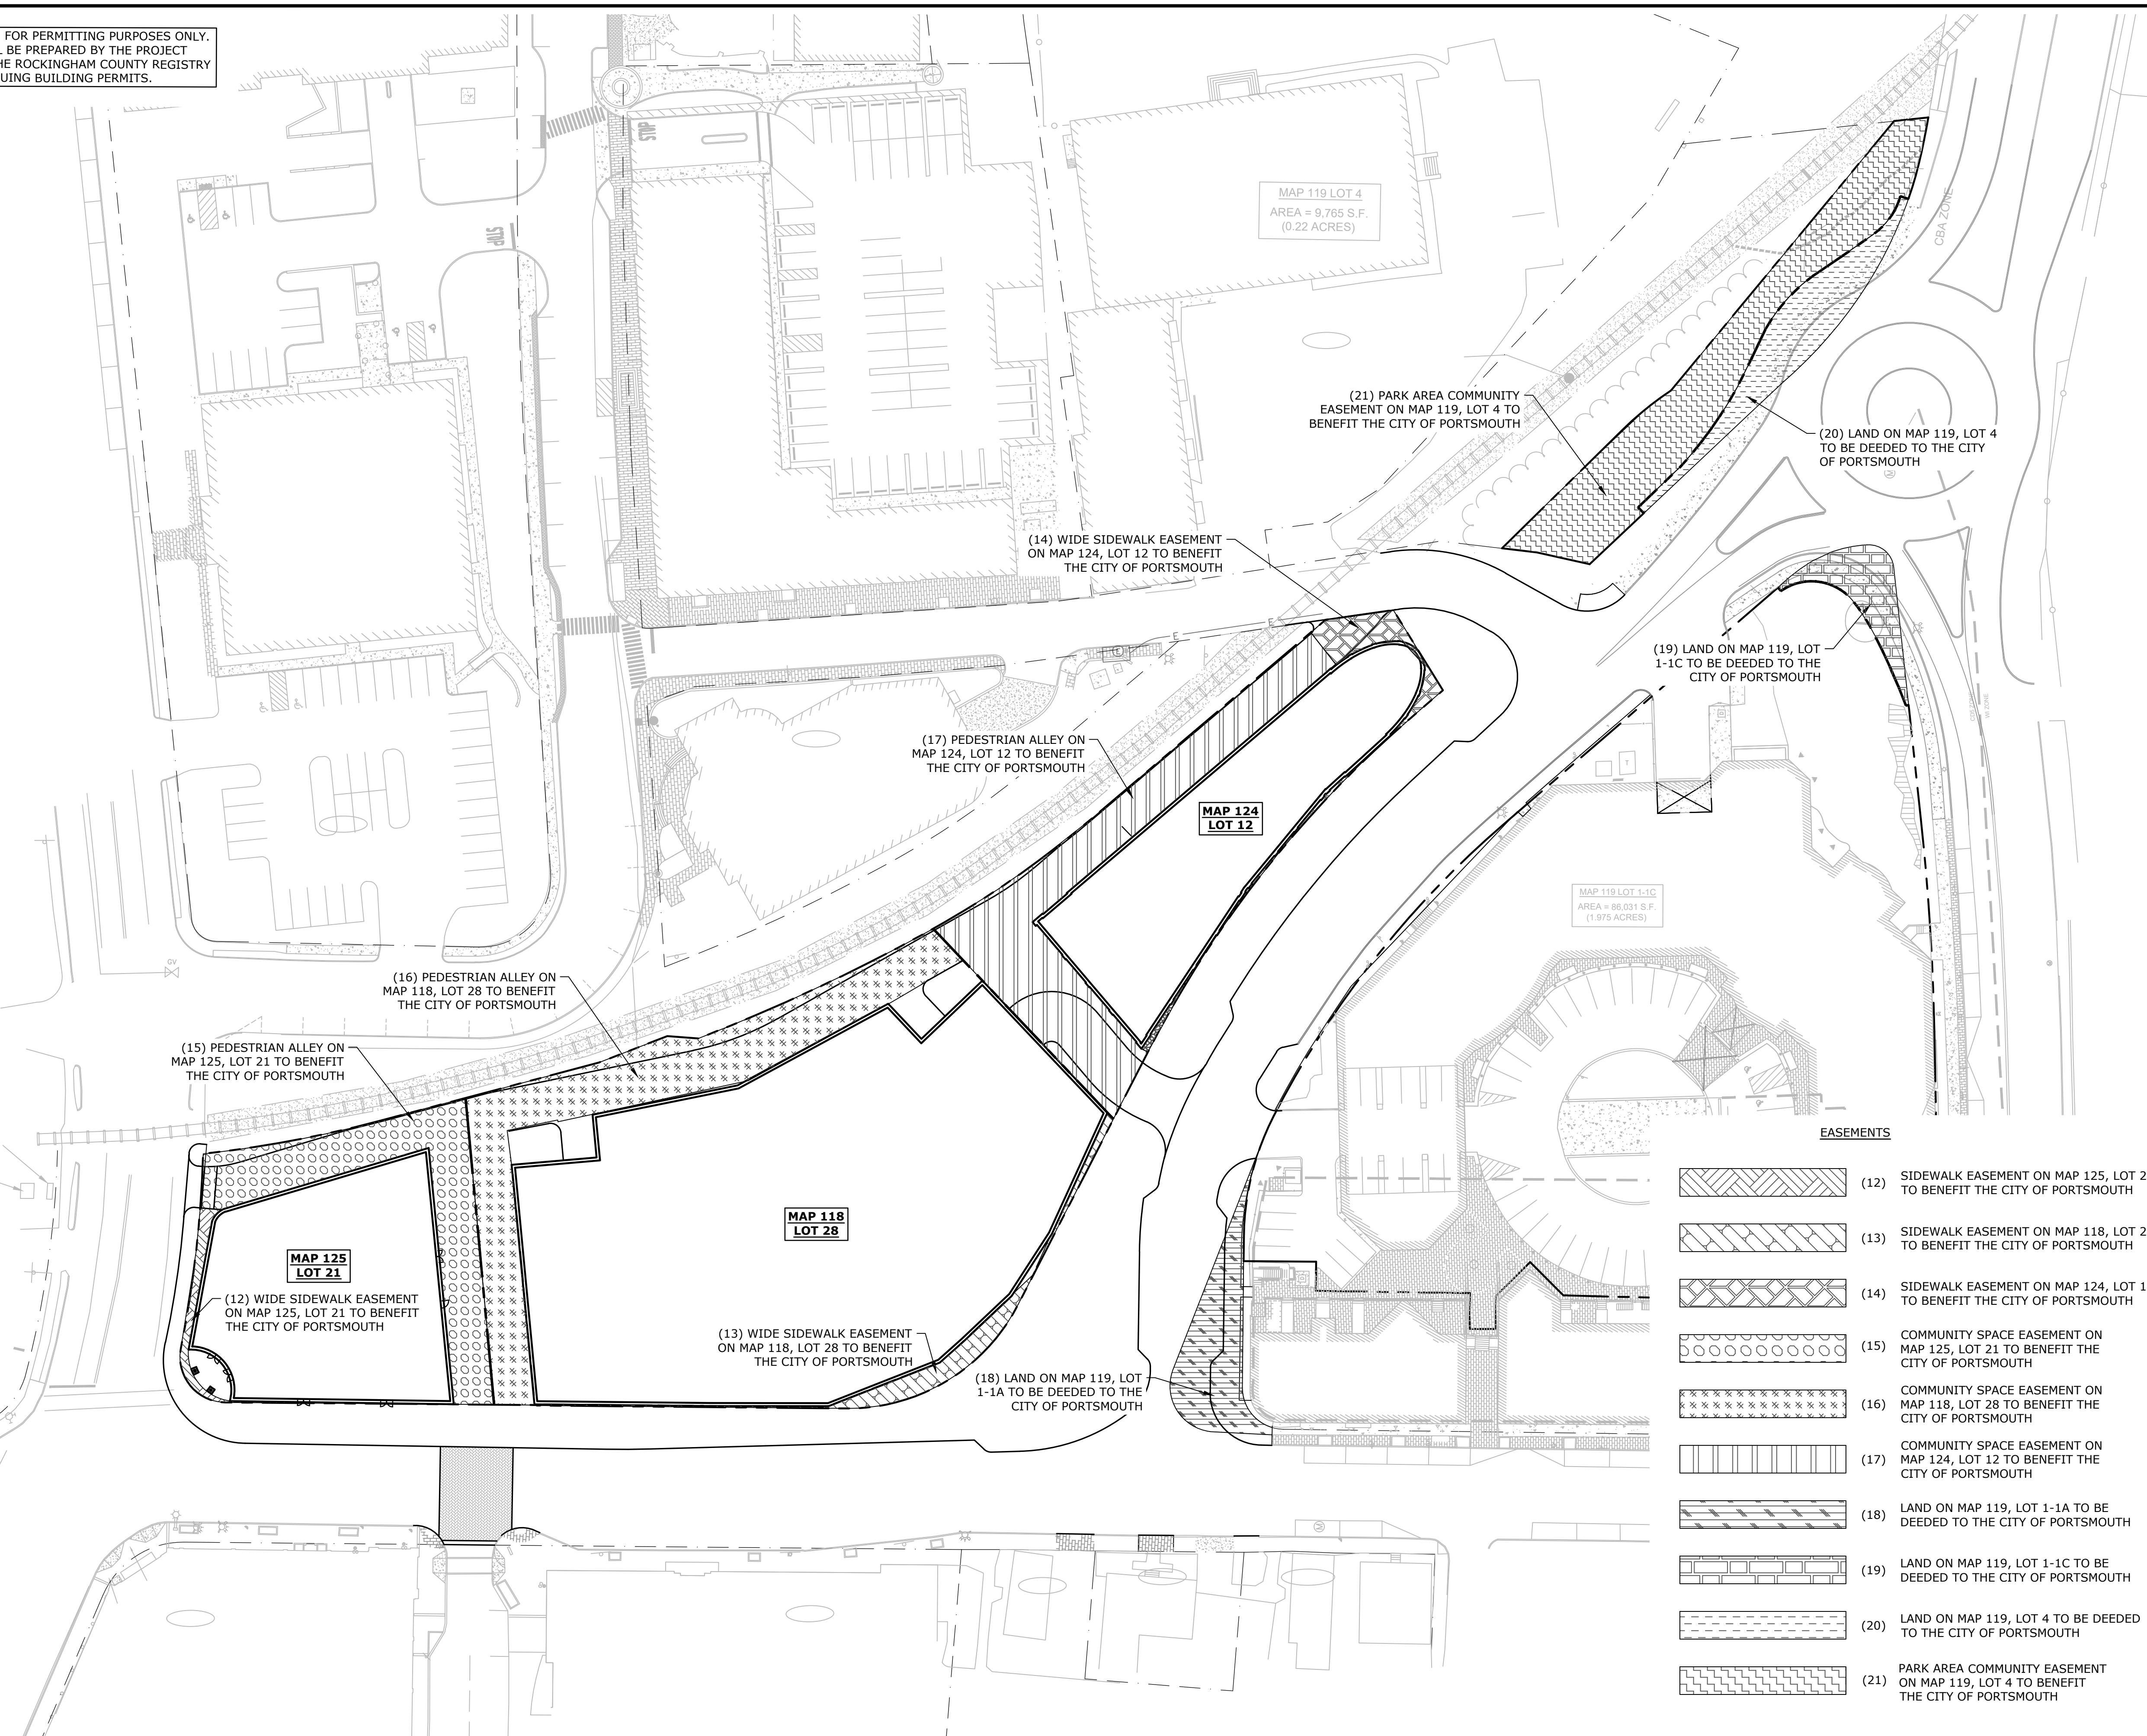 FOR PERMITTING PURPOSES ONLY.
BE PREPARED BY THE PROJECT
THE ROCKINGHAM COUNTY REGISTRY
BUILDING PERMITS.
STOP
STOP
MAP 119 LOT 4
AREA = 9,765 S.F.
(0.22 ACRES)
CBA ZONE
(21) PARK AREA COMMUNITY
EASEMENT ON MAP 119, LOT 4 TO
BENEFIT THE CITY OF PORTSMOUTH
(20) LAND ON MAP 119, LOT 4
TO BE DEEDED TO THE CITY
OF PORTSMOUTH
(14) WIDE SIDEWALK EASEMENT
ON MAP 124, LOT 12 TO BENEFIT
THE CITY OF PORTSMOUTH
E
E
(19) LAND ON MAP 119, LOT
1-1C TO BE DEEDED TO THE
CITY OF PORTSMOUTH
(17) PEDESTRIAN ALLEY ON
MAP 124, LOT 12 TO BENEFIT
THE CITY OF PORTSMOUTH
T
MAP 124
LOT 12
MAP 119 LOT 1-1C
AREA = 86,031 S.F.
(1.975 ACRES)
GV
(16) PEDESTRIAN ALLEY ON
MAP 118, LOT 28 TO BENEFIT
THE CITY OF PORTSMOUTH
(15) PEDESTRIAN ALLEY ON
MAP 125, LOT 21 TO BENEFIT
THE CITY OF PORTSMOUTH
MAP 118
LOT 28
MAP 125
LOT 21
(12) WIDE SIDEWALK EASEMENT
ON MAP 125, LOT 21 TO BENEFIT
THE CITY OF PORTSMOUTH
(13) WIDE SIDEWALK EASEMENT
ON MAP 118, LOT 28 TO BENEFIT
THE CITY OF PORTSMOUTH
(18) LAND ON MAP 119, LOT
1-1A TO BE DEEDED TO THE
CITY OF PORTSMOUTH
EASEMENTS
(12) SIDEWALK EASEMENT ON MAP 125, LOT 2
TO BENEFIT THE CITY OF PORTSMOUTH
(13) SIDEWALK EASEMENT ON MAP 118, LOT 2
TO BENEFIT THE CITY OF PORTSMOUTH
(14) SIDEWALK EASEMENT ON MAP 124, LOT 1
TO BENEFIT THE CITY OF PORTSMOUTH
(15) COMMUNITY SPACE EASEMENT ON
MAP 125, LOT 21 TO BENEFIT THE
CITY OF PORTSMOUTH
(16) COMMUNITY SPACE EASEMENT ON
MAP 118, LOT 28 TO BENEFIT THE
CITY OF PORTSMOUTH
(17) COMMUNITY SPACE EASEMENT ON
MAP 124, LOT 12 TO BENEFIT THE
CITY OF PORTSMOUTH
(18) LAND ON MAP 119, LOT 1-1A TO BE
DEEDED TO THE CITY OF PORTSMOUTH
(19) LAND ON MAP 119, LOT 1-1C TO BE
DEEDED TO THE CITY OF PORTSMOUTH
(20) LAND ON MAP 119, LOT 4 TO BE DEEDED
TO THE CITY OF PORTSMOUTH
(21) PARK AREA COMMUNITY EASEMENT
ON MAP 119, LOT 4 TO BENEFIT
THE CITY OF PORTSMOUTH